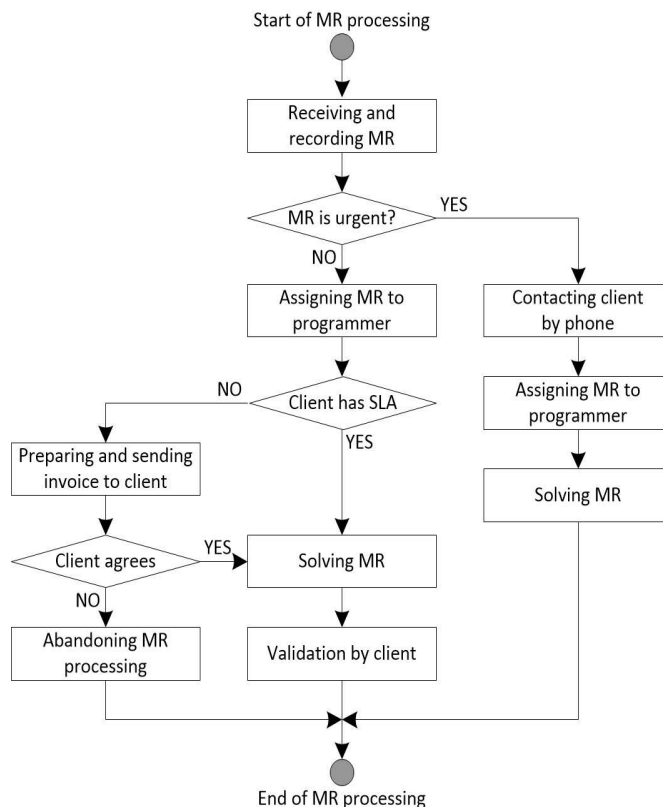 Start of MR processing
Receiving and
recording MR
MR is urgent?
YES
NO
Assigning MR to
programmer
Contacting client
by phone
NO
Client has SLA
YES
Assigning MR to
programmer
Preparing and sending
invoice to client
Solving MR
Client agrees
YES
Solving MR
NO
Abandoning MR
processing
Validation by client
End of MR processing